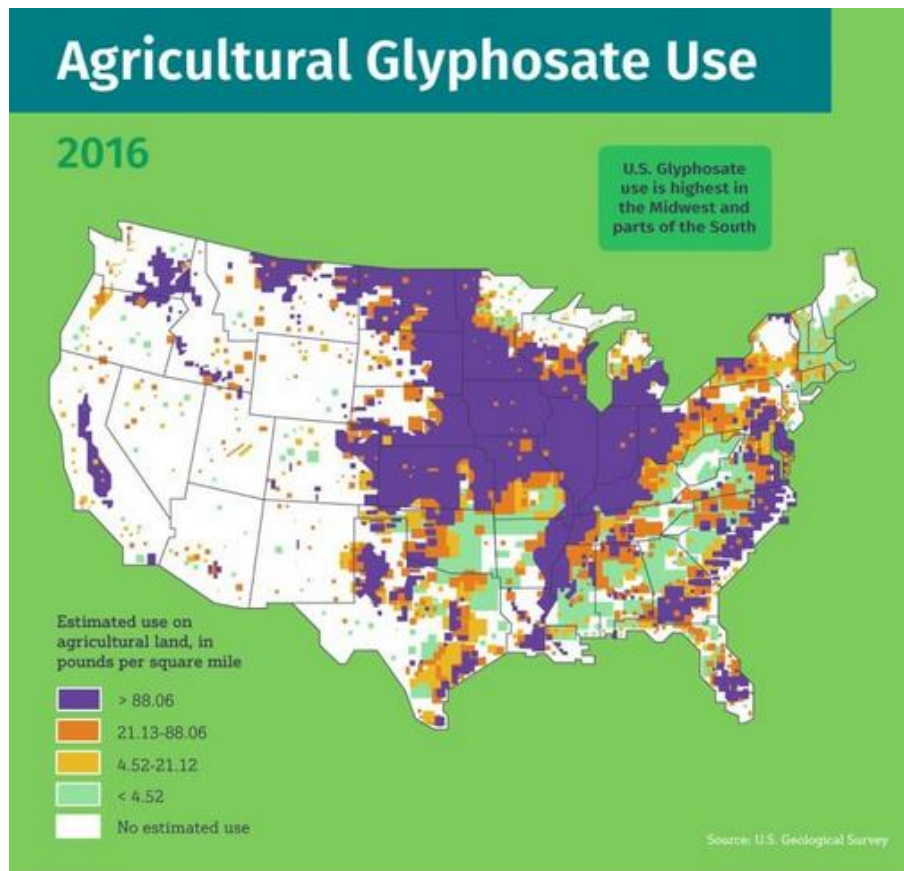 Agricultural Glyphosate Use
2016
U.S. Glyphosate
use is highest in
the Midwest and
parts of the South
Estimated use on
agricultural land, in
pounds per square mile
> 88.06
21.13-88.06
4.52-21.12
< 4.52
No estimated use
Source: U.S. Geological Survey